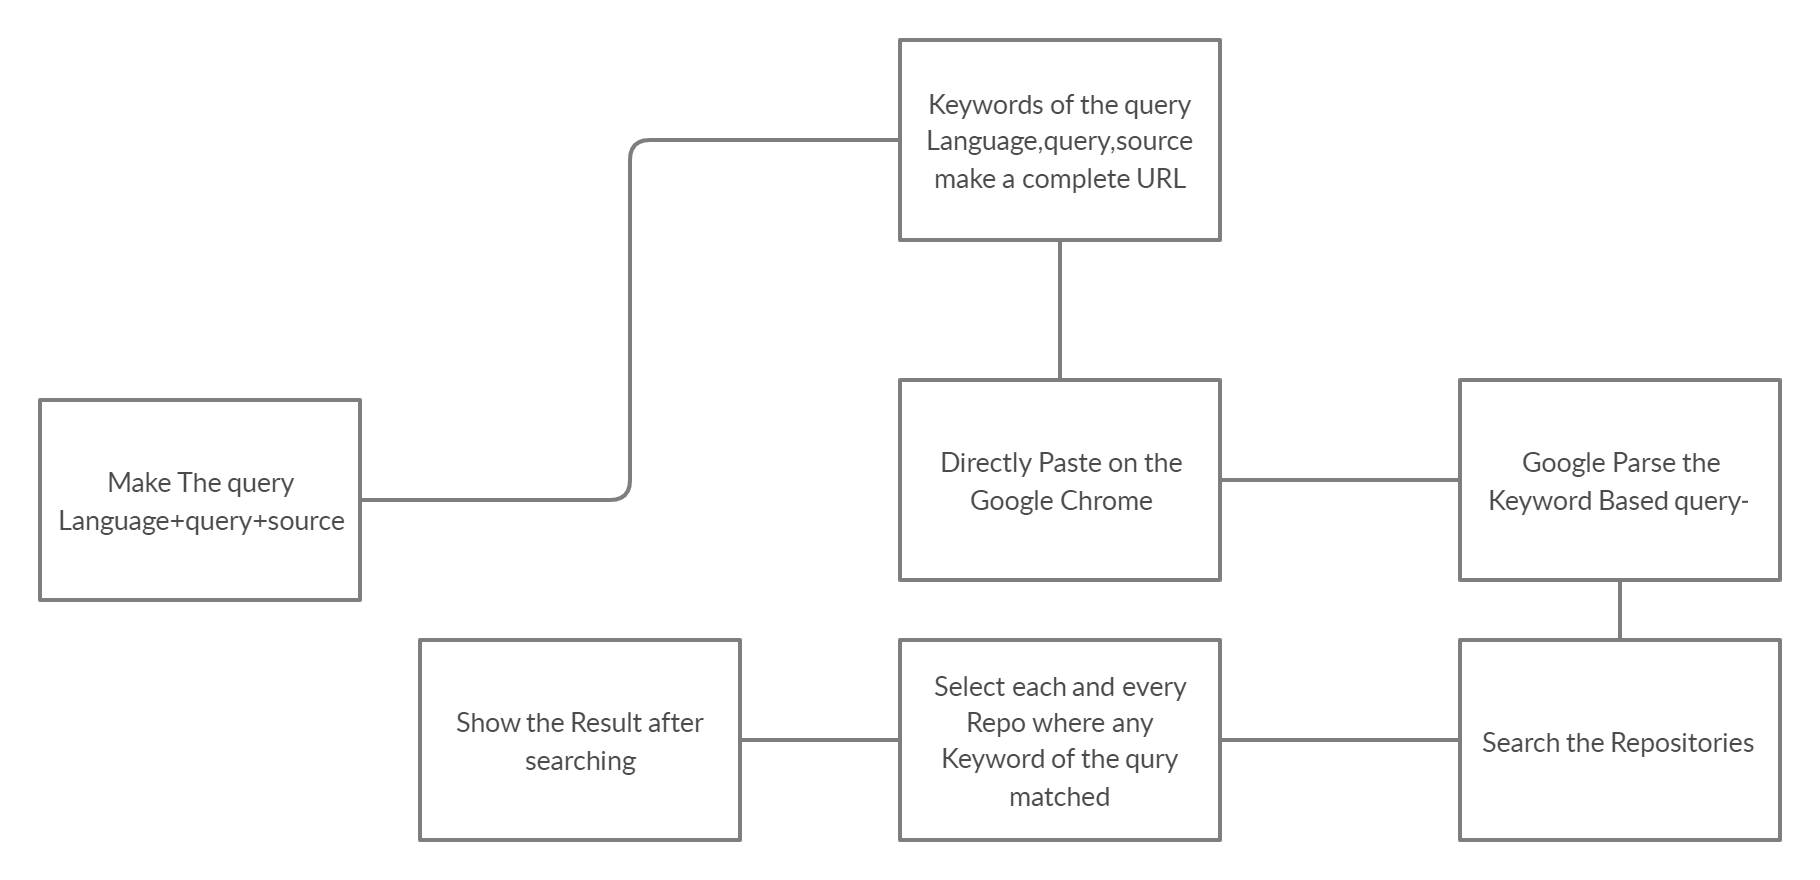 Keywords of the query
Language,query,source
make a complete URL
Make The query
Language+query+source
Directly Paste on the
Google Chrome
Google Parse the
Keyword Based query-
Search the Repositories
Select each and every
Repo where any
Keyword of the qury
matched
Show the Result after
searching